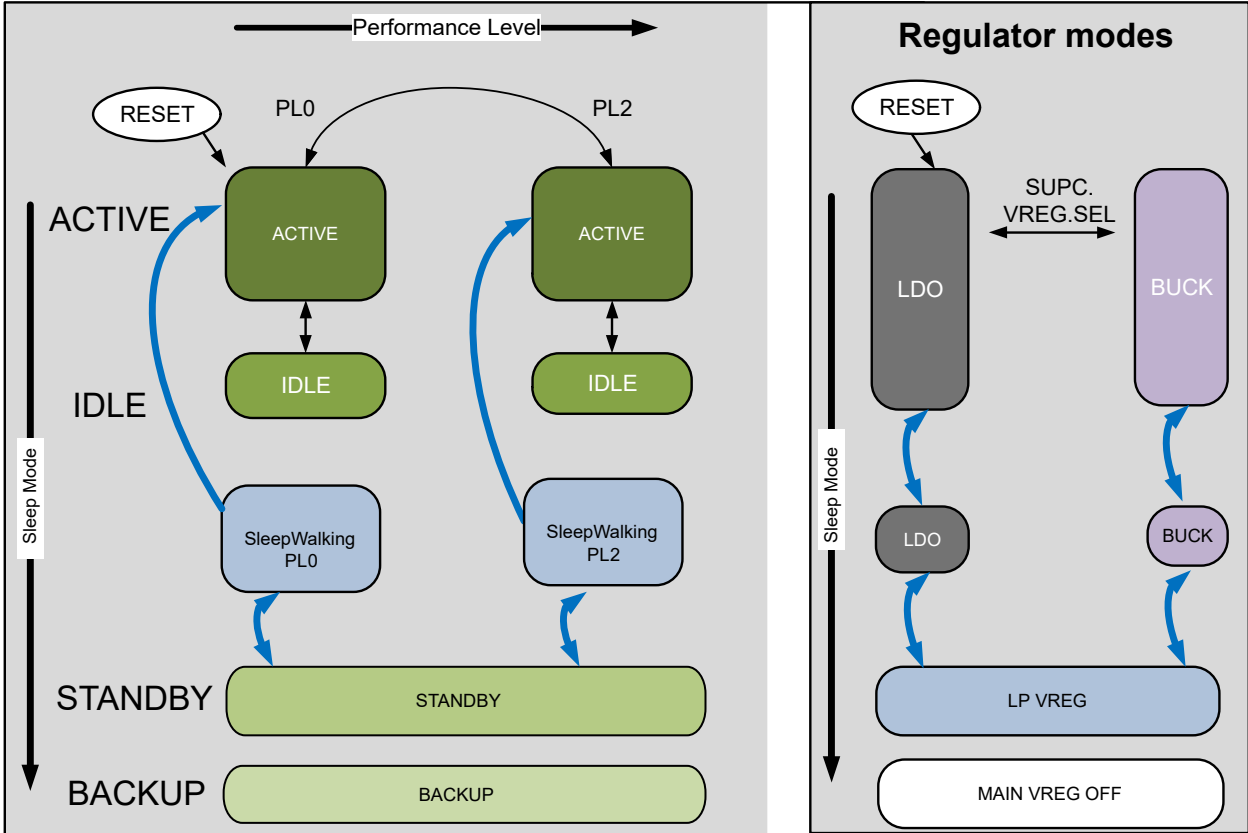 Performance Level
RESET
PL0
PL2
ACTIVE
ACTIVE
ACTIVE
IDLE
IDLE
IDLE
Sleep Mode
SleepWalking
PL0
SleepWalking
PL2
STANDBY
STANDBY
BACKUP
BACKUP
Regulator modes
RESET
SUPC.
VREG.SEL
LDO
BUCK
Sleep Mode
LDO
BUCK
LP VREG
MAIN VREG OFF